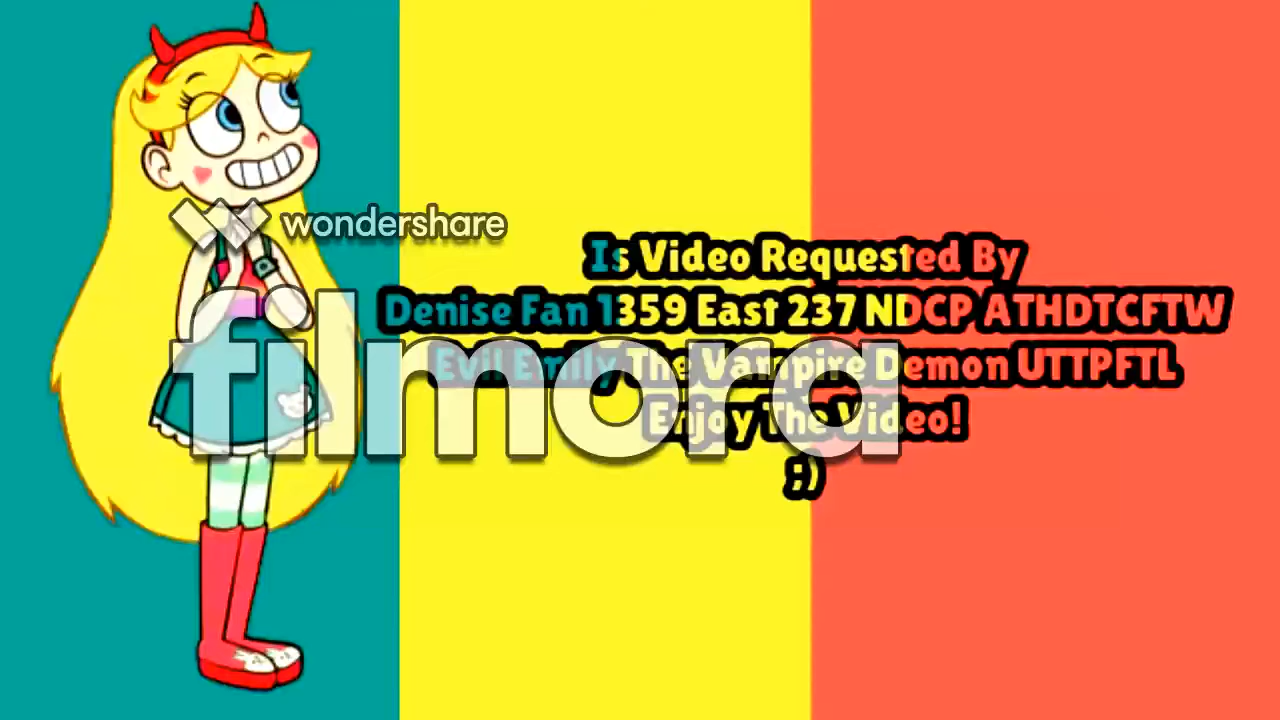 wondershare
filmora
Is Video Requested By
Denise Fan 1359 East 237 NDCP ATHDTCFTW
Evil Emily The Vampire Demon UTTPFTL
Enjoy The Video!
;)